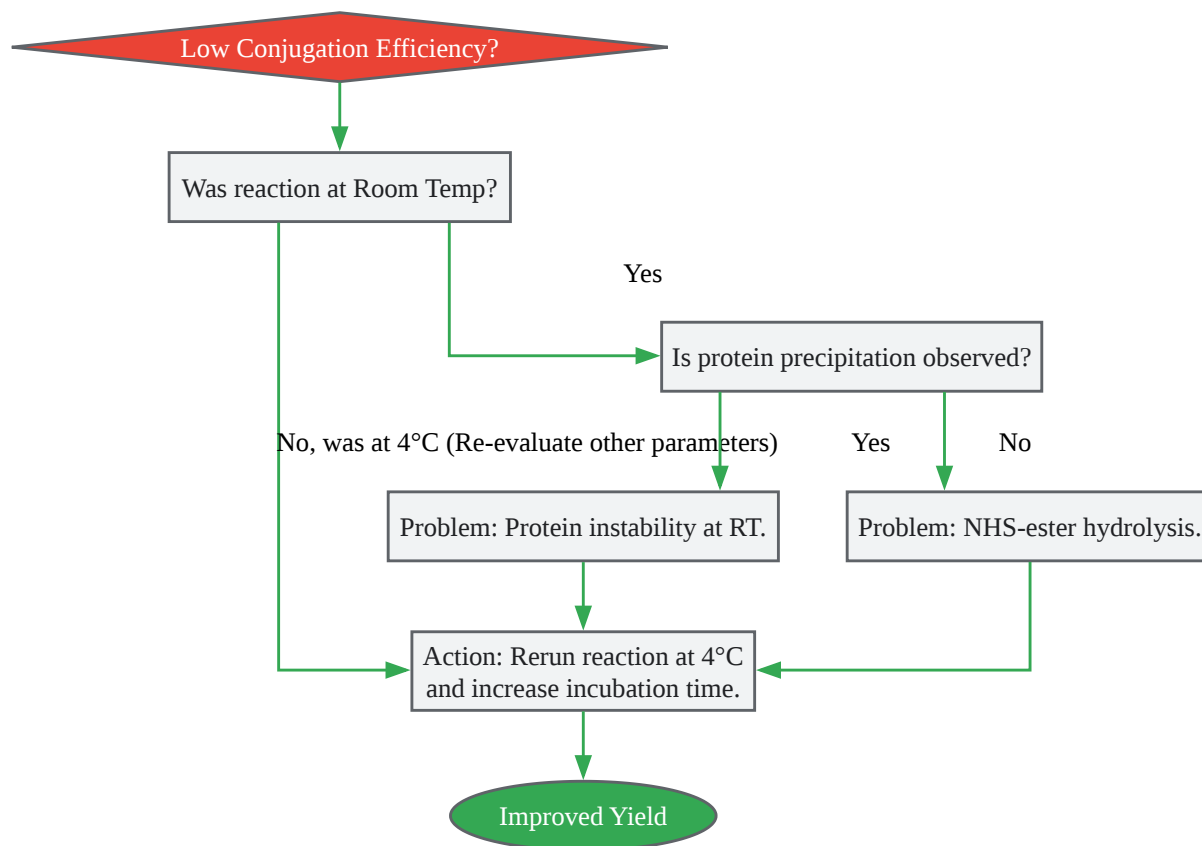 Low Conjugation Efficiency?
Was reaction at Room Temp?
Yes
Is protein precipitation observed?
No, was at 4°C (Re-evaluate other parameters)
Yes
No
Problem: Protein instability at RT.
Problem: NHS-ester hydrolysis.
Action: Rerun reaction at 4°C
and increase incubation time.
Improved Yield